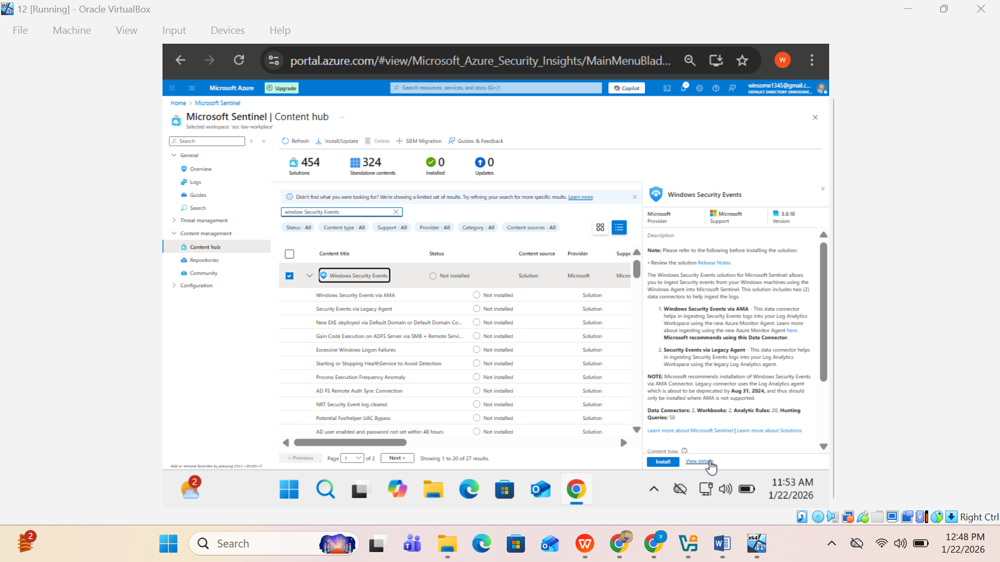 12 [Running] - Oracle VirtualBox
File Machine View Input Devices Help
portal.azure.com/#view/Microsoft_Azure_Security_Insights/MainMenuBlad...
W
Microsoft Azure
Upgrade
Search resources, services, and docs (G+/)
Copilot
1
winsome1345@gmail.c...
DEFAULT DIRECTORY (WINSOME...
Home > Microsoft Sentinel
Microsoft Sentinel | Content hub ...
Selected workspace: 'soc-law-workplace'
Search
General
Overview
Logs
Guides
Search
Threat management
Content management
Content hub
Repositories
Community
Configuration
Add or remove favorites by pressing Ctrl+Shift+F
Refresh Install/Update Delete SIEM Migration Guides & Feedback
454 324 0 0
Solutions Standalone contents Installed Updates
Didn't find what you were looking for? We're showing a limited set of results. Try refining your search for more specific results. Learn more
window Security Events
Status : All Content type : All Support : All Provider : All Category : All Content sources : All
Content title Status Content source Provider Suppo
Windows Security Events Not installed Solution Microsoft Micro
Windows Security Events via AMA Not installed Solution
Security Events via Legacy Agent Not installed Solution
New EXE deployed via Default Domain or Default Domain Co... Not installed Solution
Gain Code Execution on ADFS Server via SMB + Remote Servi... Not installed Solution
Excessive Windows Logon Failures Not installed Solution
Starting or Stopping HealthService to Avoid Detection Not installed Solution
Process Execution Frequency Anomaly Not installed Solution
AD FS Remote Auth Sync Connection Not installed Solution
NRT Security Event log cleared Not installed Solution
Potential Fodhelper UAC Bypass Not installed Solution
AD user enabled and password not set within 48 hours Not installed Solution
< Previous Page 1 of 2 Next > Showing 1 to 20 of 27 results.
Windows Security Events
Microsoft Microsoft 3.0.10
Provider Support Version
Description
Note: Please refer to the following before installing the solution:
• Review the solution Release Notes
The Windows Security Events solution for Microsoft Sentinel allows
you to ingest Security events from your Windows machines using the
Windows Agent into Microsoft Sentinel. This solution includes two (2)
data connectors to help ingest the logs.
1. Windows Security Events via AMA - This data connector
helps in ingesting Security Events logs into your Log Analytics
Workspace using the new Azure Monitor Agent. Learn more
about ingesting using the new Azure Monitor Agent here.
Microsoft recommends using this Data Connector.
2. Security Events via Legacy Agent - This data connector helps
in ingesting Security Events logs into your Log Analytics
Workspace using the legacy Log Analytics agent.
NOTE: Microsoft recommends installation of Windows Security Events
via AMA Connector. Legacy connector uses the Log Analytics agent
which is about to be deprecated by Aug 31, 2024, and thus should
only be installed where AMA is not supported.
Data Connectors: 2, Workbooks: 2, Analytic Rules: 20, Hunting
Queries: 50
Learn more about Microsoft Sentinel | Learn more about Solutions
Content type
Install View details
2
11:53 AM
1/22/2026
Right Ctrl
2
Search
12:48 PM
1/22/2026